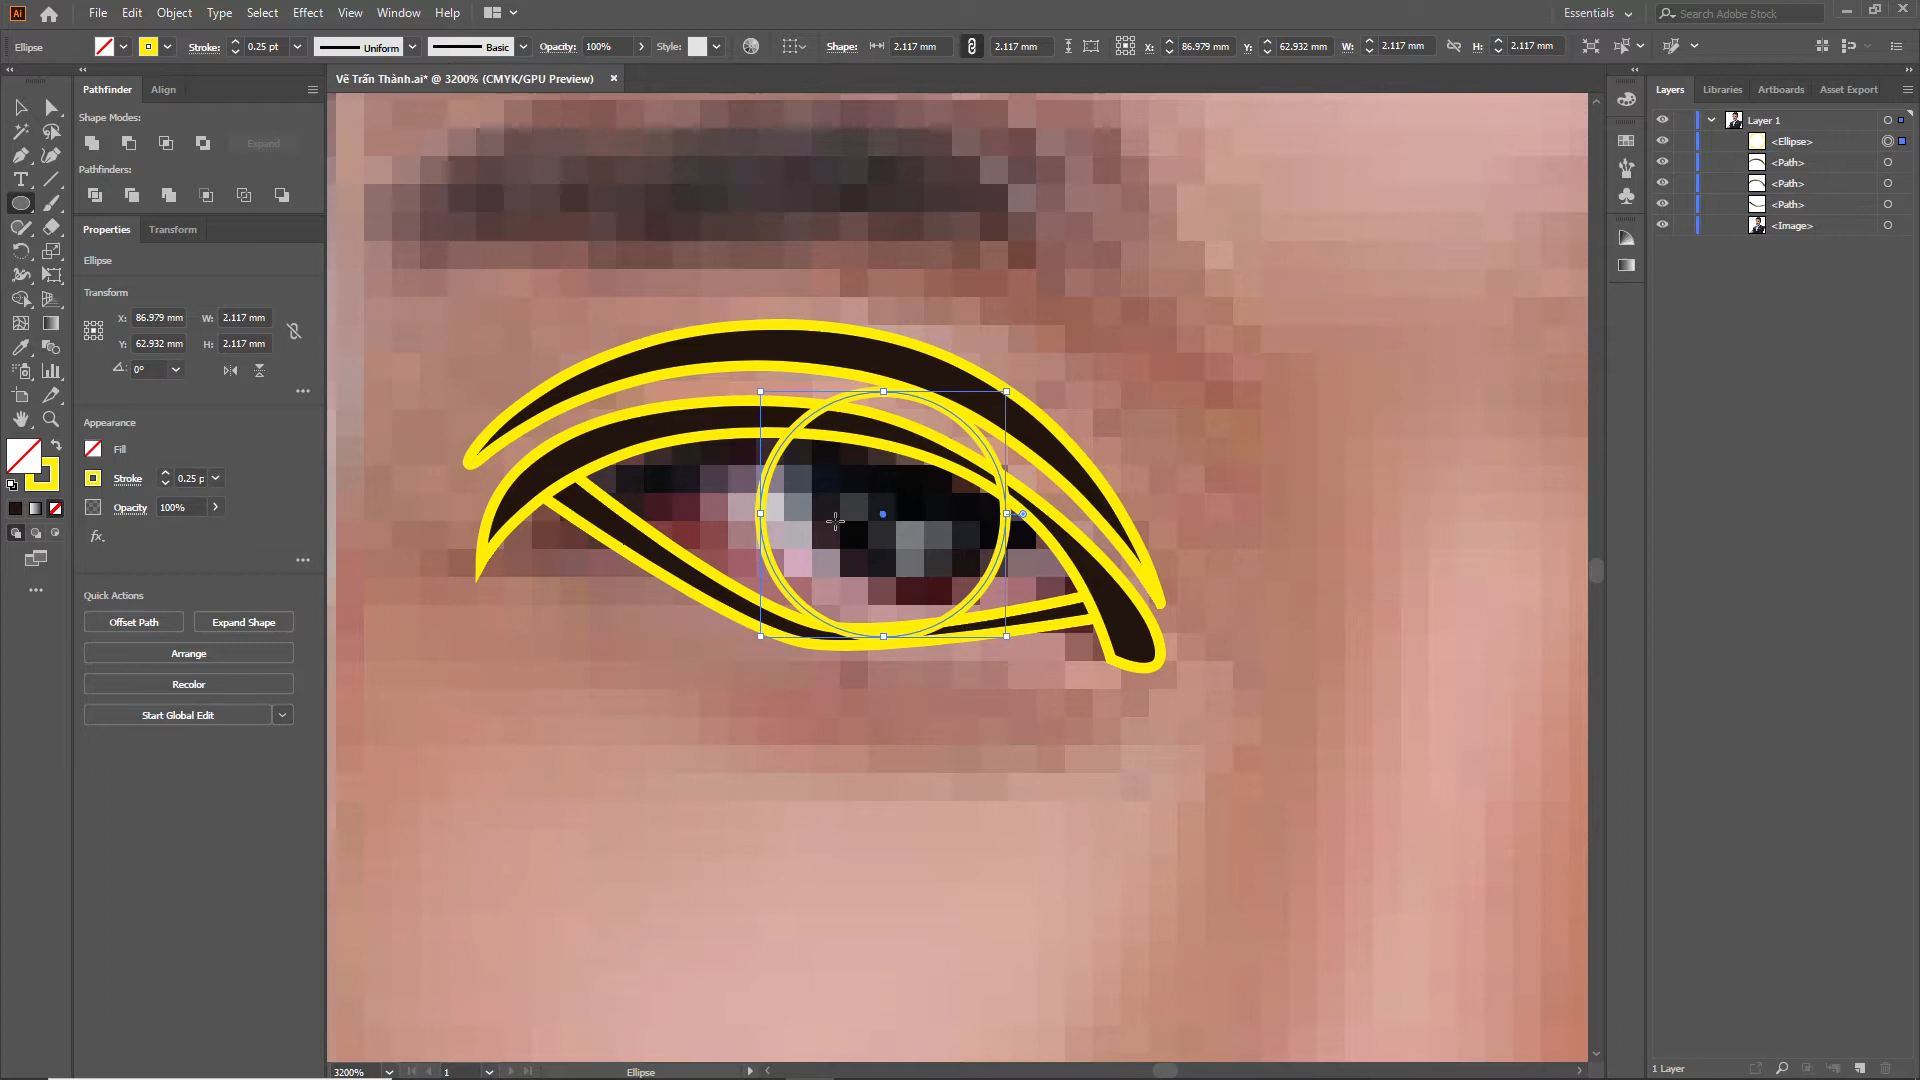 Ai File Edit Object Type Select Effect View Window Help Essentials Search Adobe Stock
Ellipse Stroke: 0.25 pt Uniform Basic Opacity: 100% Style: Shape: 2.117 mm 2.117 mm X: 86.979 mm Y: 62.932 mm W: 2.117 mm H: 2.117 mm
Vẽ Trấn Thành.ai* @ 3200% (CMYK/GPU Preview)
Pathfinder Align
Layers Libraries Artboards Asset Export
Shape Modes:
Expand
Pathfinders:
Layer 1
<Ellipse>
<Path>
<Path>
<Path>
<Image>
Properties Transform
Ellipse
Transform
X: 86.979 mm W: 2.117 mm
Y: 62.932 mm H: 2.117 mm
0°
Appearance
Fill
Stroke 0.25 p
Opacity 100%
fx.
Quick Actions
Offset Path Expand Shape
Arrange
Recolor
Start Global Edit
3200% 1 Ellipse
1 Layer